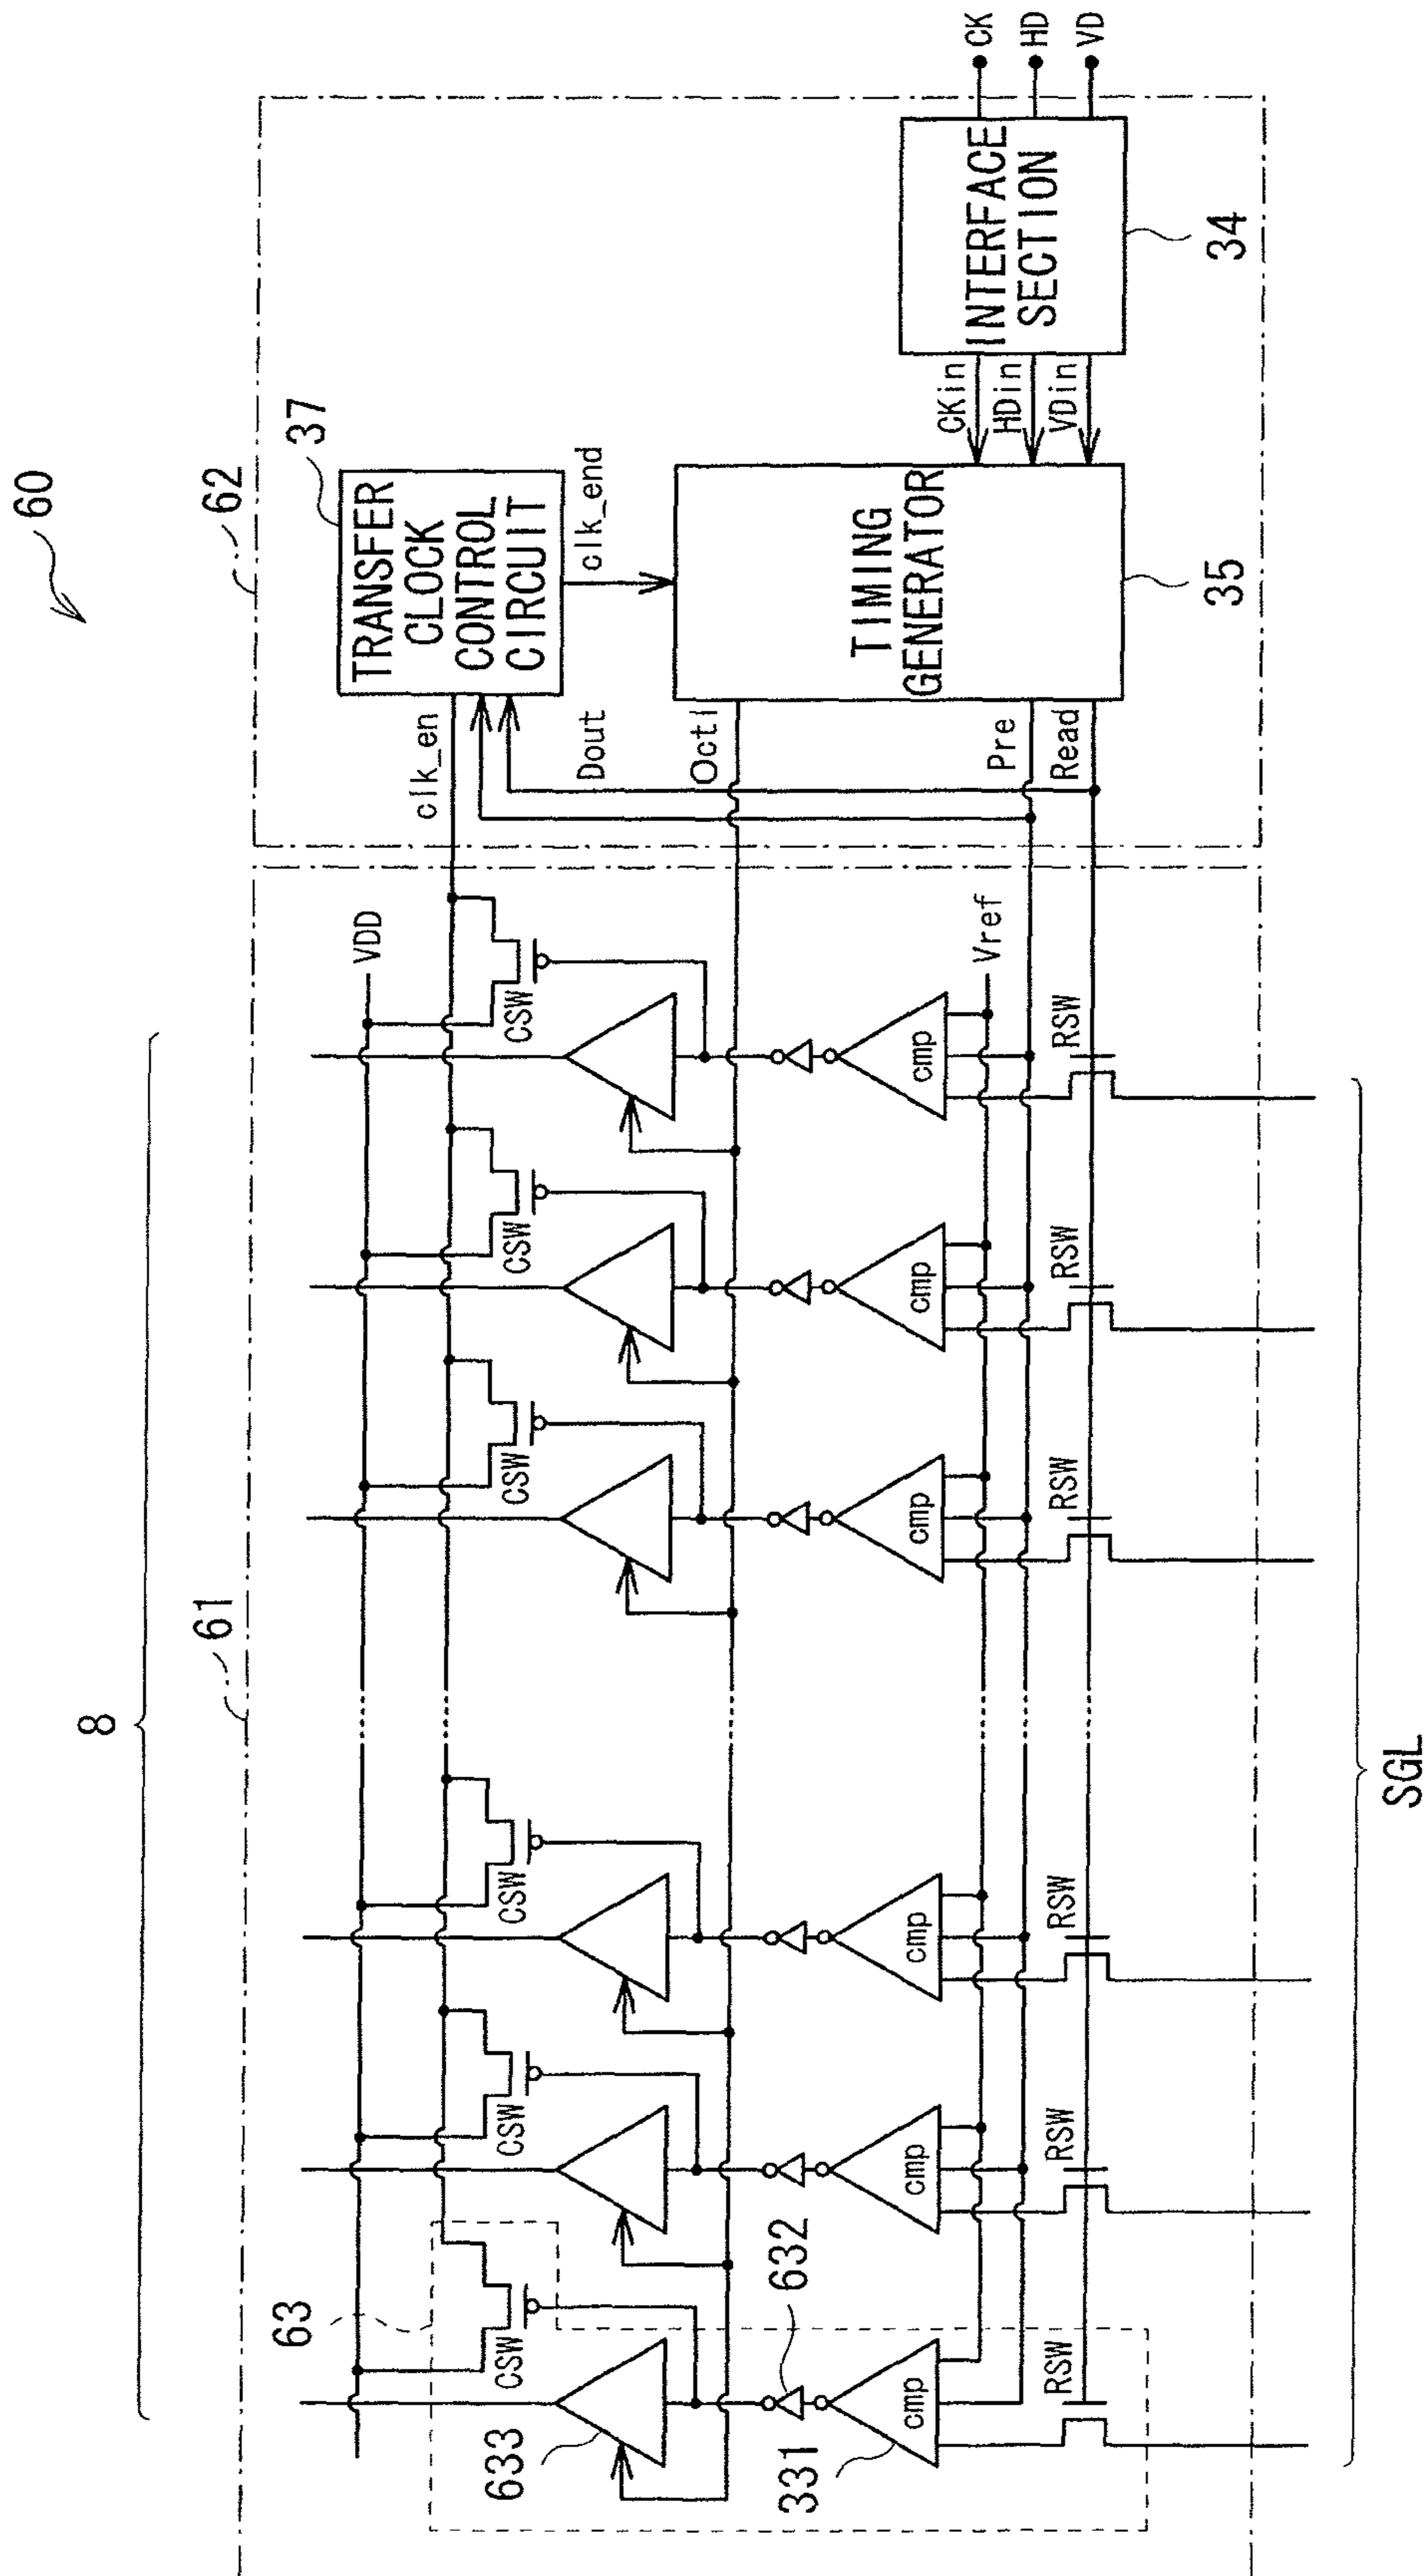 60
8
61
62
37
TRANSFER
CLOCK
CONTROL
CIRCUIT
63
VDD
clk_en
clk_end
CSW
CSW
CSW
CSW
CSW
CSW
633
Dout
Octl
TIMING
GENERATOR
35
CKin
HDin
VDin
INTERFACE
SECTION
34
CK
HD
VD
632
331
cmp
cmp
cmp
cmp
cmp
cmp
Vref
Pre
Read
RSW
RSW
RSW
RSW
RSW
RSW
SGL